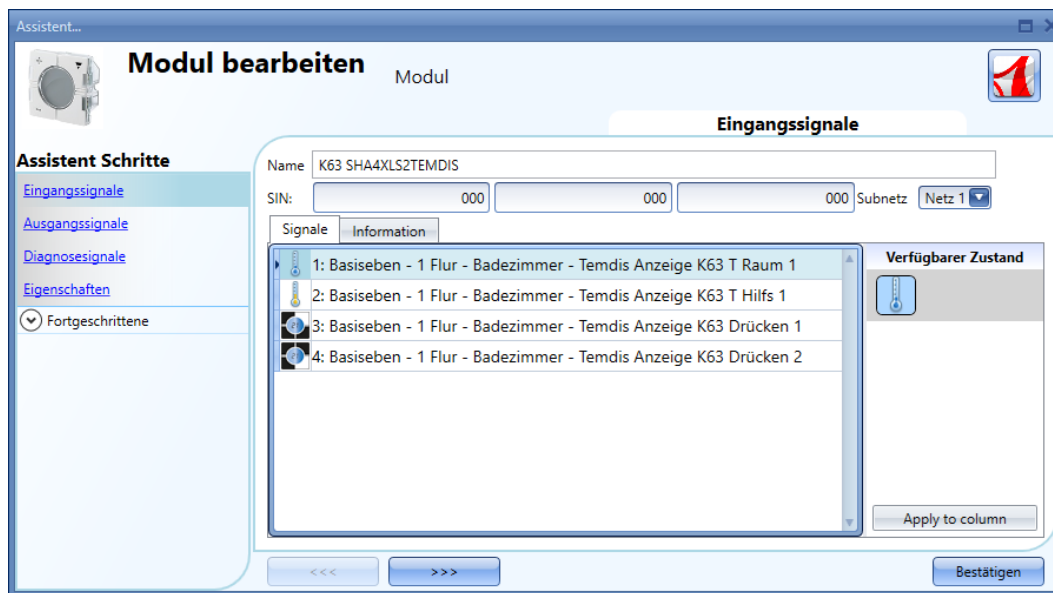 Assistent...
Modul bearbeiten
Modul
Eingangssignale
Assistent Schritte
Eingangssignale
Ausgangssignale
Diagnosesignale
Eigenschaften
Fortgeschrittene
Name K63 SHA4XLS2TEMDIS
SIN: 000 000 000 Subnetz Netz 1
Signale Information
1: Basiseben - 1 Flur - Badezimmer - Temdis Anzeige K63 T Raum 1
2: Basiseben - 1 Flur - Badezimmer - Temdis Anzeige K63 T Hilfs 1
3: Basiseben - 1 Flur - Badezimmer - Temdis Anzeige K63 Drücken 1
4: Basiseben - 1 Flur - Badezimmer - Temdis Anzeige K63 Drücken 2
Verfügbarer Zustand
Apply to column
<<< >>> Bestätigen